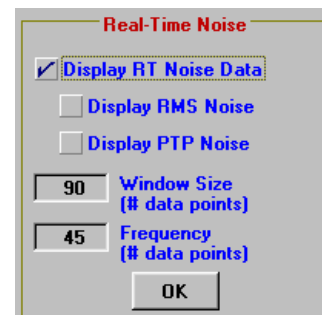 Real-Time Noise
Display RT Noise Data
Display RMS Noise
Display PTP Noise
90 Window Size
(# data points)
45 Frequency
(# data points)
OK